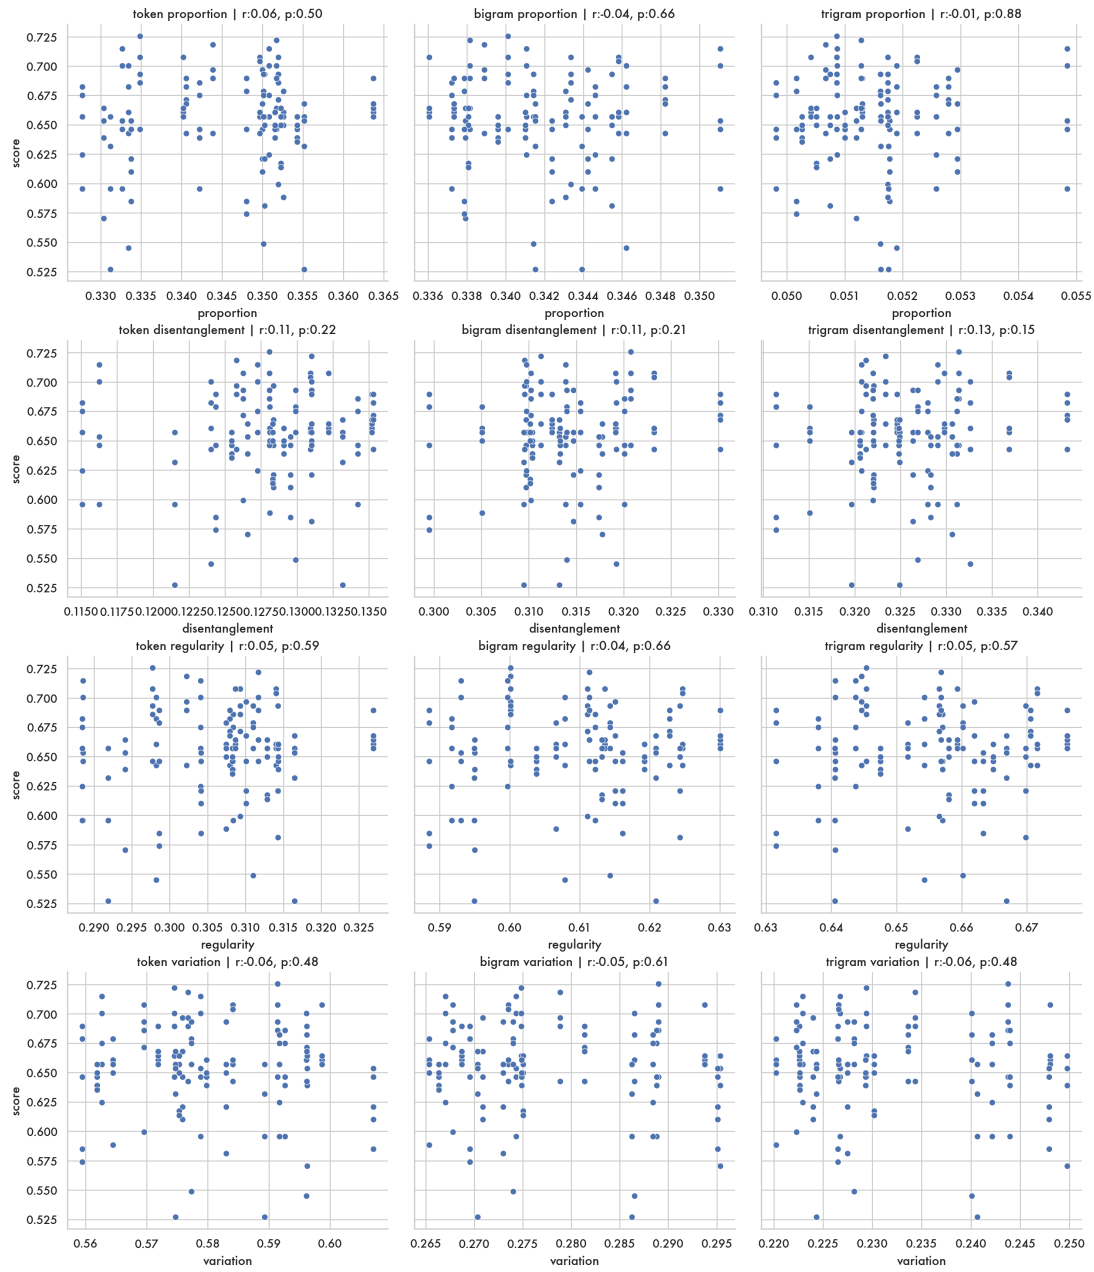 token proportion | r:0.06, p:0.50
bigram proportion | r:-0.04, p:0.66
trigram proportion | r:-0.01, p:0.88
0.725
0.700
0.675
0.650
0.625
0.600
0.575
0.550
0.525
score
0.330 0.335 0.340 0.345 0.350 0.355 0.360 0.365
0.336 0.338 0.340 0.342 0.344 0.346 0.348 0.350
0.050 0.051 0.052 0.053 0.054 0.055
proportion
proportion
proportion
token disentanglement | r:0.11, p:0.22
bigram disentanglement | r:0.11, p:0.21
trigram disentanglement | r:0.13, p:0.15
0.725
0.700
0.675
0.650
0.625
0.600
0.575
0.550
0.525
score
0.1150 0.1175 0.1200 0.1225 0.1250 0.1275 0.1300 0.1325 0.1350
0.300 0.305 0.310 0.315 0.320 0.325 0.330
0.310 0.315 0.320 0.325 0.330 0.335 0.340
disentanglement
disentanglement
disentanglement
token regularity | r:0.05, p:0.59
bigram regularity | r:0.04, p:0.66
trigram regularity | r:0.05, p:0.57
0.725
0.700
0.675
0.650
0.625
0.600
0.575
0.550
0.525
score
0.290 0.295 0.300 0.305 0.310 0.315 0.320 0.325
0.59 0.60 0.61 0.62 0.63
0.63 0.64 0.65 0.66 0.67
regularity
regularity
regularity
token variation | r:-0.06, p:0.48
bigram variation | r:-0.05, p:0.61
trigram variation | r:-0.06, p:0.48
0.725
0.700
0.675
0.650
0.625
0.600
0.575
0.550
0.525
score
0.56 0.57 0.58 0.59 0.60
0.265 0.270 0.275 0.280 0.285 0.290 0.295
0.220 0.225 0.230 0.235 0.240 0.245 0.250
variation
variation
variation